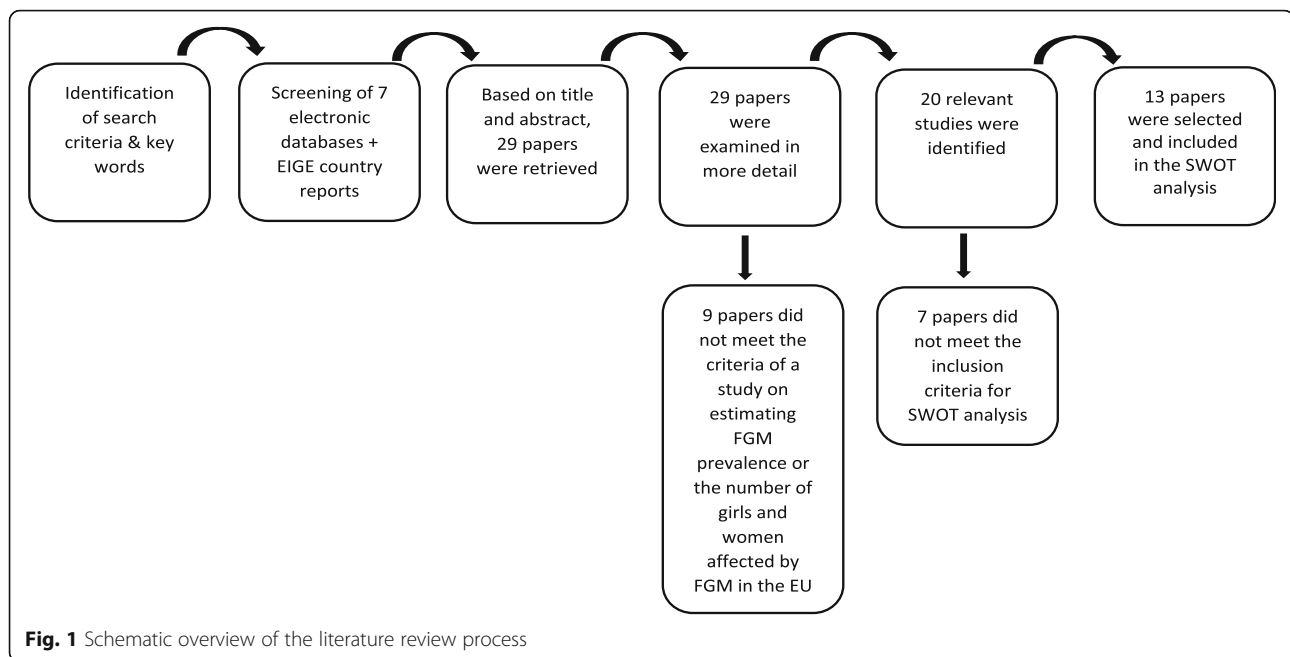 Identification
of search
criteria & key
words
Screening of 7
electronic
databases +
EIGE country
reports
Based on title
and abstract,
29 papers
were retrieved
29 papers
were
examined in
more detail
20 relevant
studies were
identified
13 papers
were selected
and included
in the SWOT
analysis
9 papers did
not meet the
criteria of a
study on
estimating
FGM
prevalence or
the number of
girls and
women
affected by
FGM in the EU
7 papers did
not meet the
inclusion
criteria for
SWOT analysis
Fig. 1 Schematic overview of the literature review process